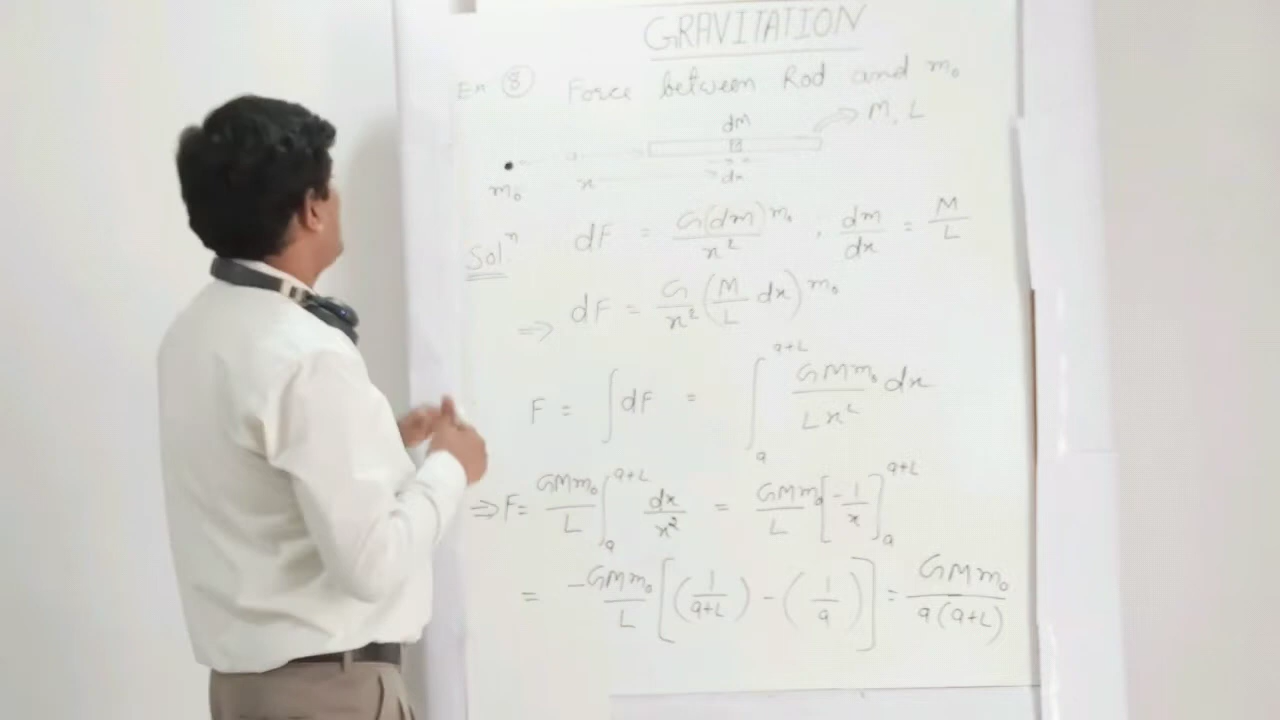 GRAVITATION
Ex ⑧ Force between Rod and m₀
dM
M, L
m₀ x dx
a
Solⁿ dF = G(dm)m₀ / x² , dm/dx = M/L
⇒ dF = G/x² (M/L dx) m₀
F = ∫dF = ∫ₐ^(a+L) GMm₀ / Lx² dx
⇒ F = GMm₀/L ∫ₐ^(a+L) dx/x² = GMm₀/L [-1/x]ₐ^(a+L)
= -GMm₀/L [(1/a+L) - (1/a)] = GMm₀ / a(a+L)